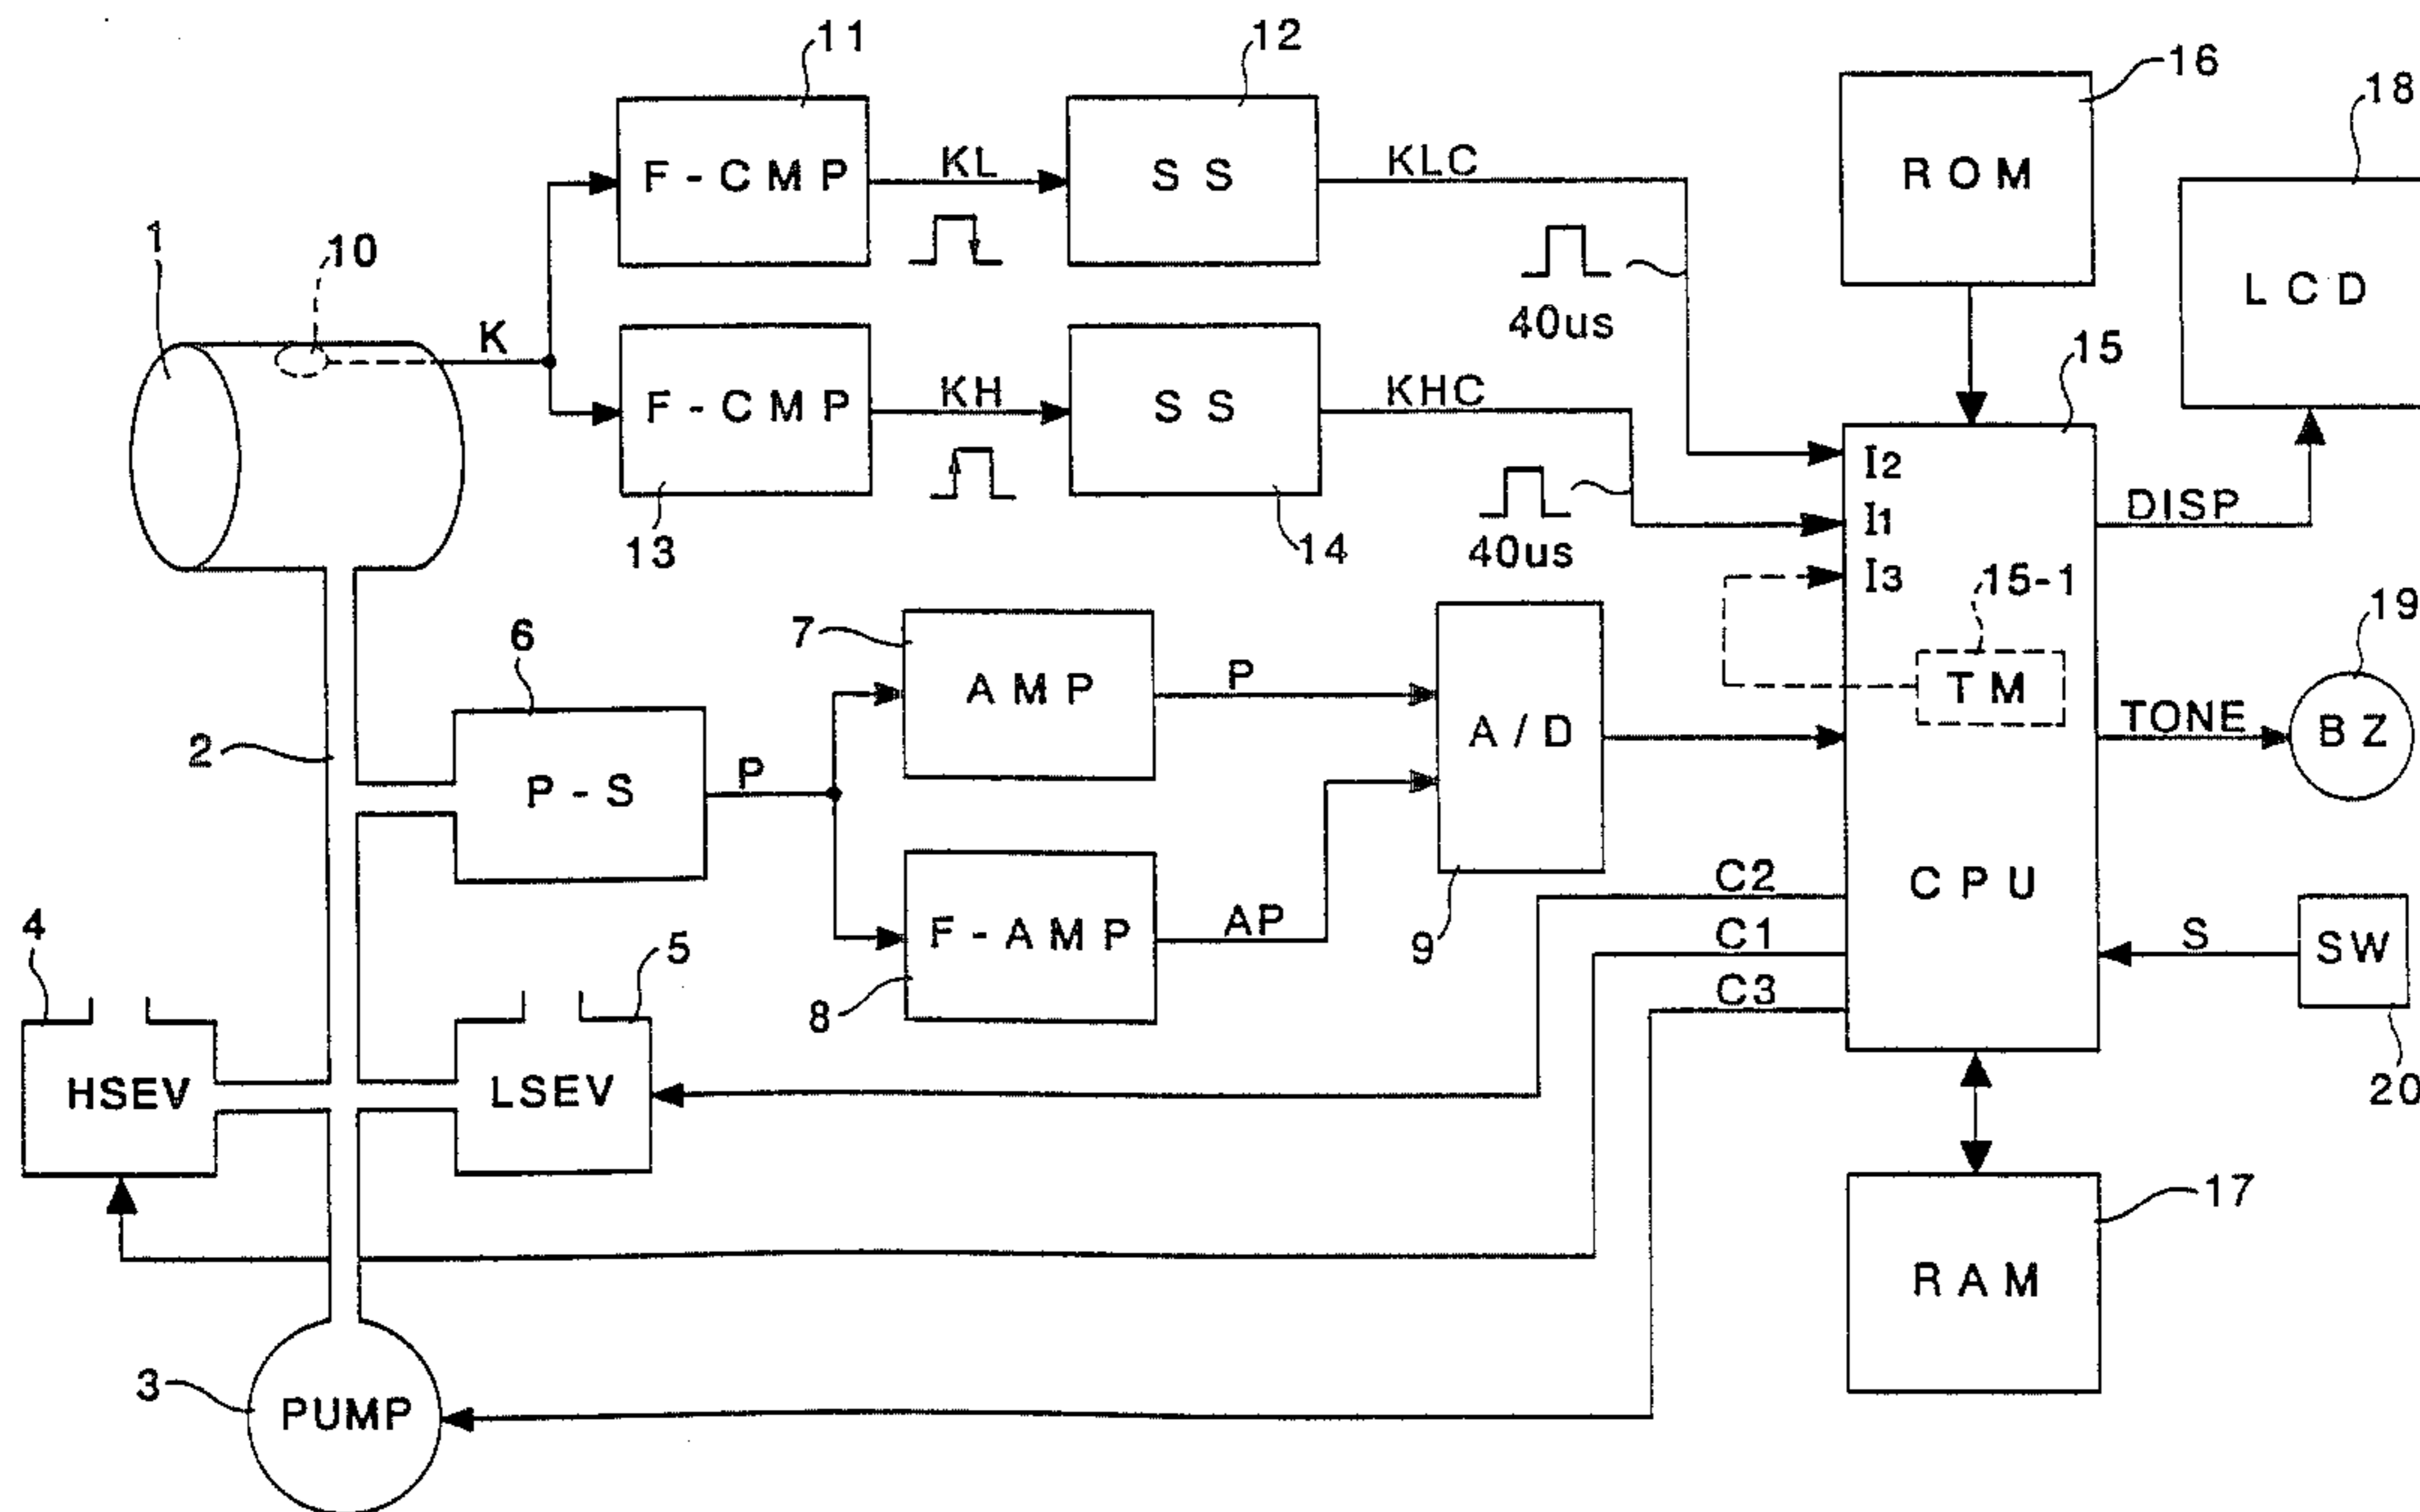 11
12
16
18
F-CMP
KL
SS
KLC
ROM
LCD
1
10
K
40us
15
F-CMP
KH
SS
KHC
I2
I1
I3
DISP
13
14
40us
15-1
TM
19
6
7
AMP
P
A/D
TONE
BZ
2
P-S
P
C2
CPU
4
5
F-AMP
AP
9
C1
S
SW
8
C3
HSEV
LSEV
20
17
RAM
3
PUMP